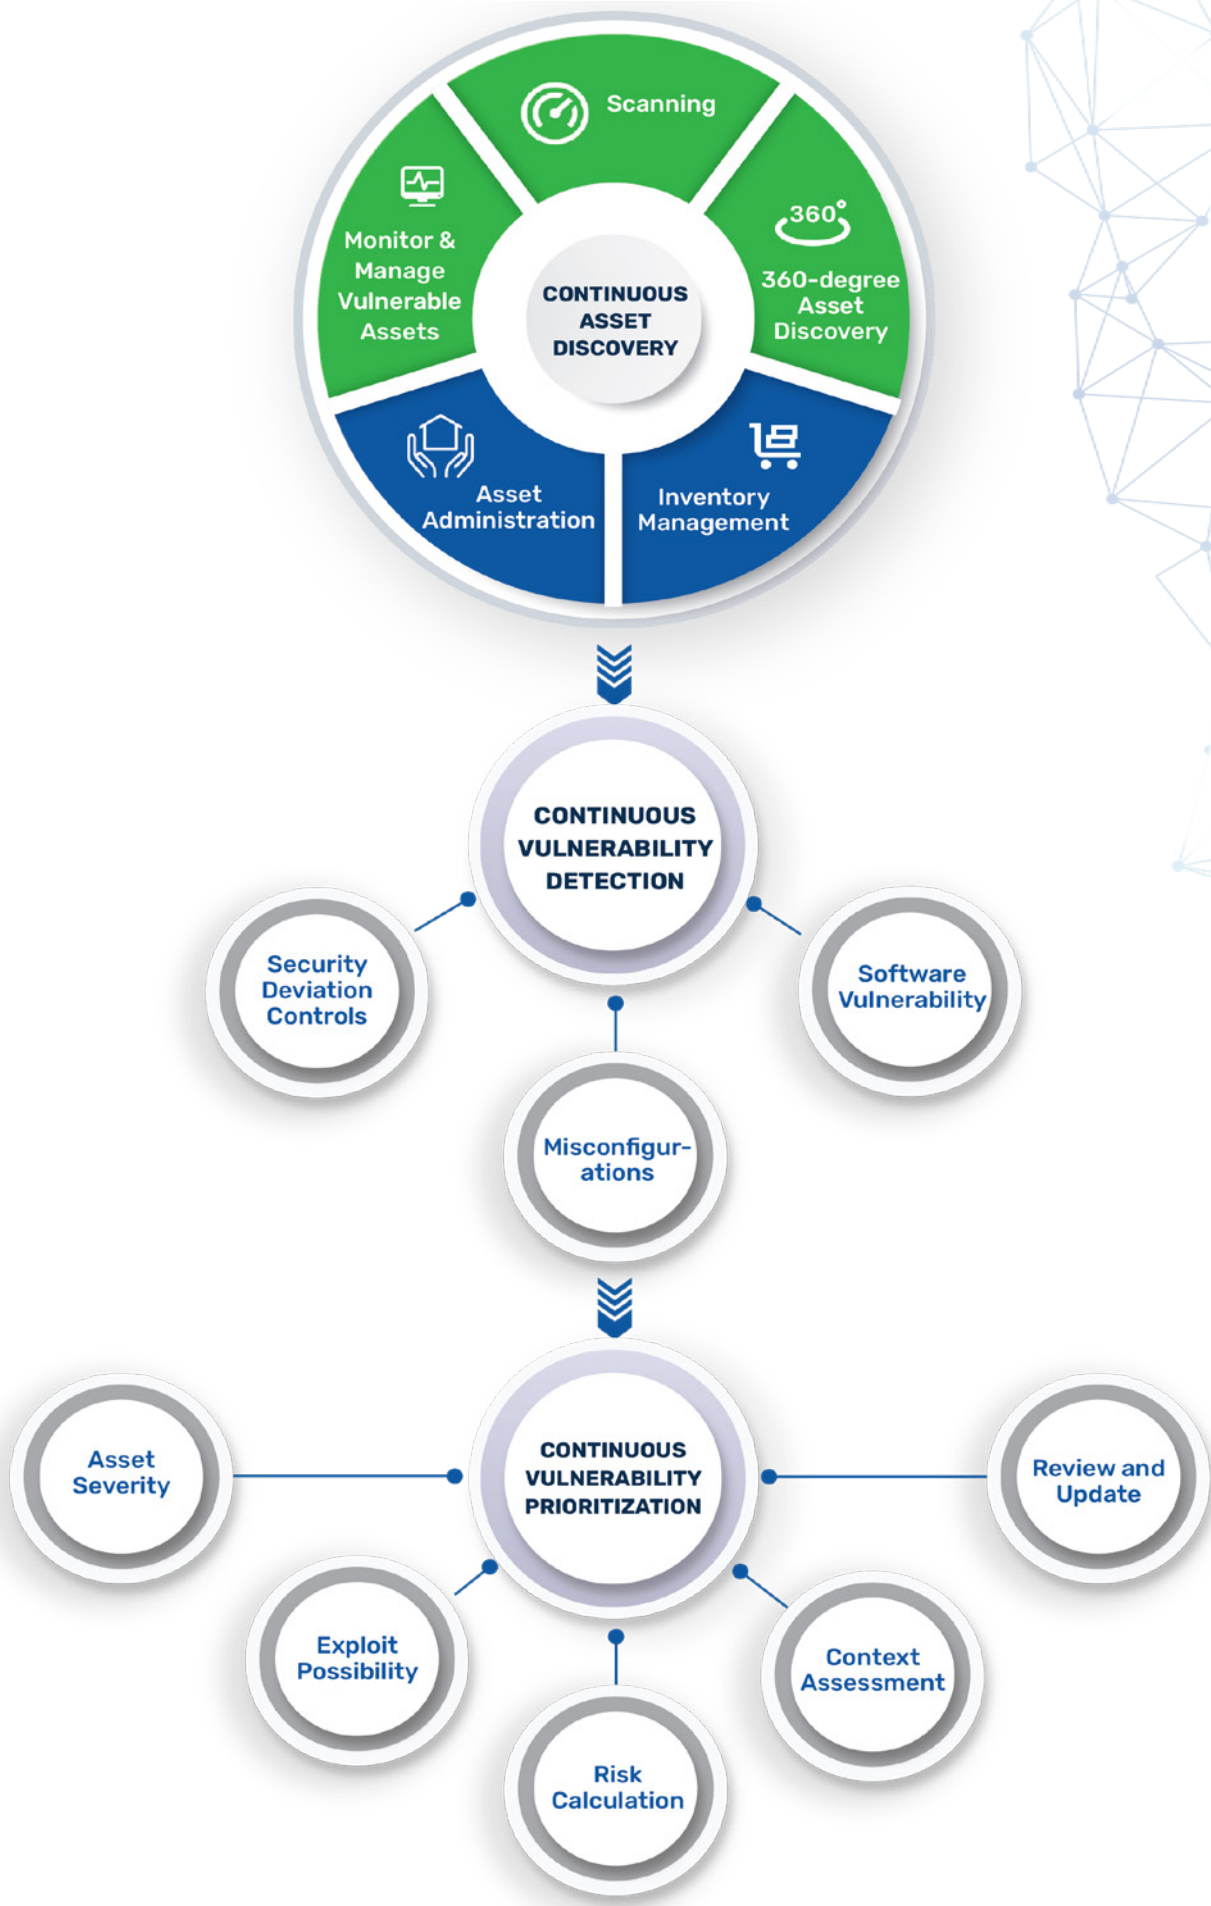 Scanning
360°
360-degree
Asset
Discovery
Monitor &
Manage
Vulnerable
Assets
CONTINUOUS
ASSET
DISCOVERY
Asset
Administration
Inventory
Management
CONTINUOUS
VULNERABILITY
DETECTION
Security
Deviation
Controls
Software
Vulnerability
Misconfigur-
ations
CONTINUOUS
VULNERABILITY
PRIORITIZATION
Asset
Severity
Review and
Update
Exploit
Possibility
Context
Assessment
Risk
Calculation